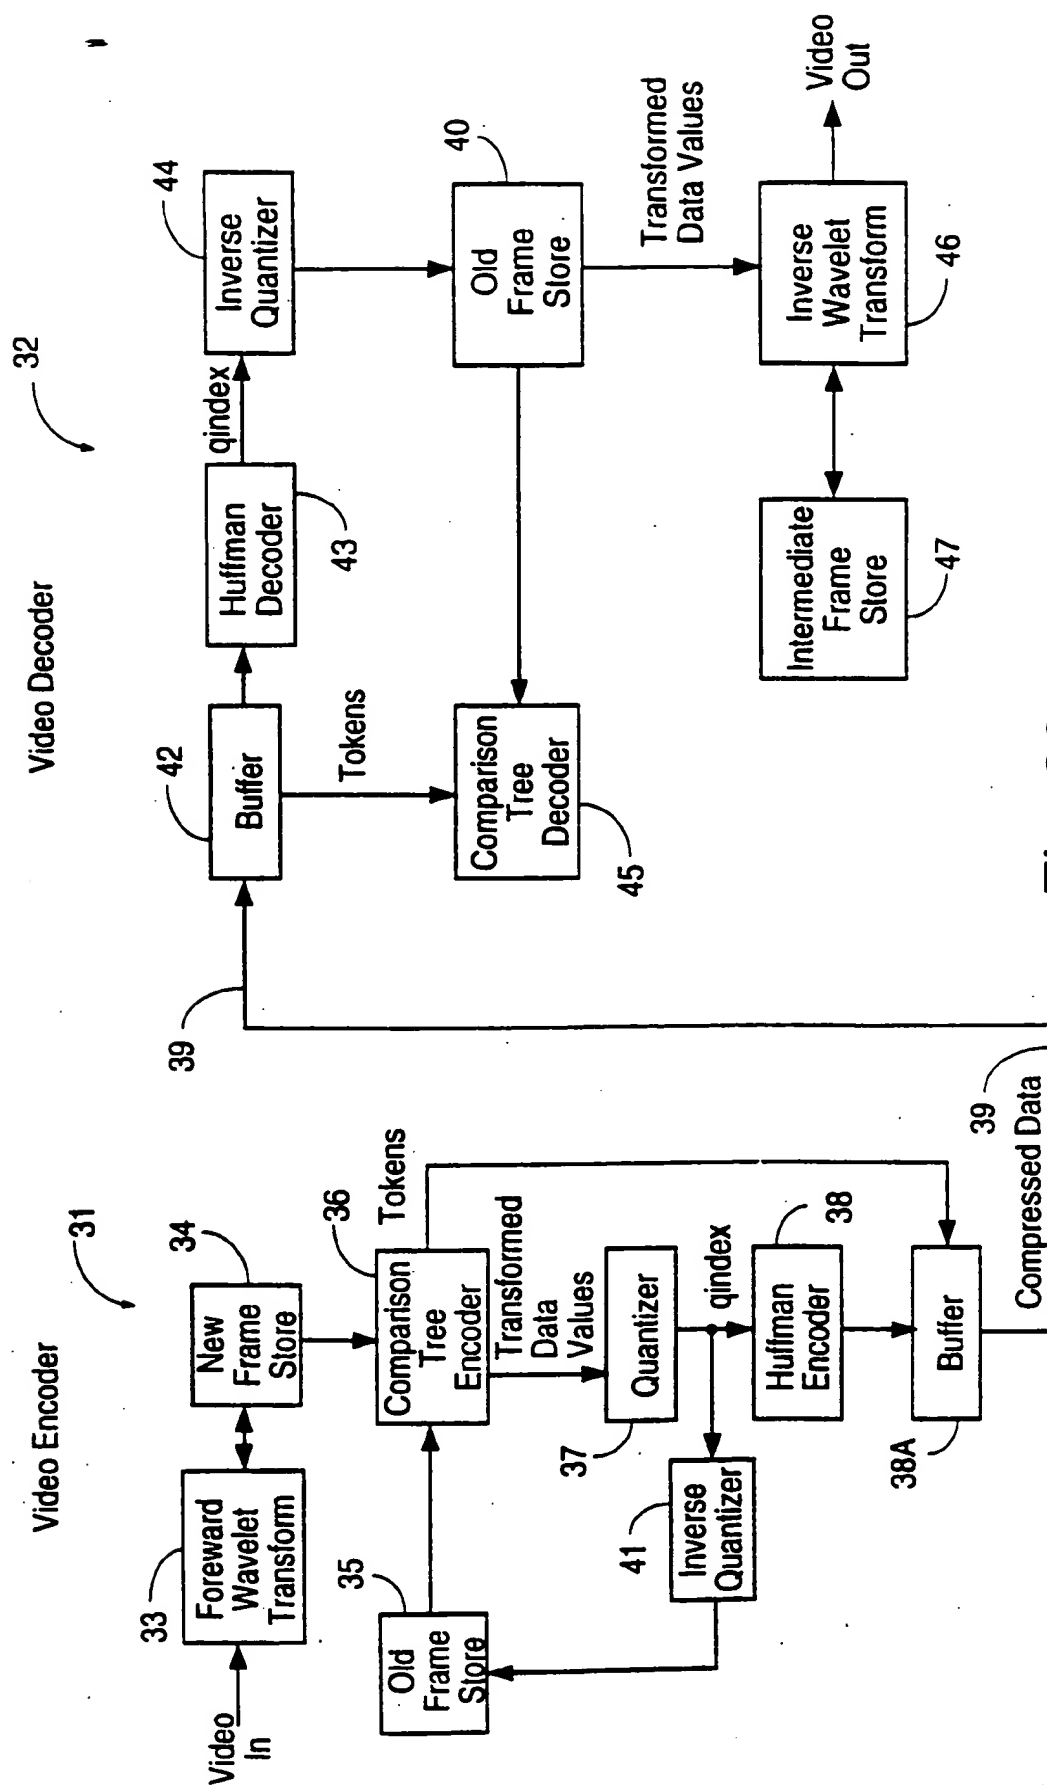 Video Encoder
31
Video
In
33
Foreward
Wavelet
Transform
34
New
Frame
Store
35
Old
Frame
Store
36
Comparison
Tree
Encoder
Tokens
Transformed
Data
Values
37
Quantizer
qindex
41
Inverse
Quantizer
38
Huffman
Encoder
38A
Buffer
39
Compressed Data
Video Decoder
32
39
42
Buffer
Tokens
43
Huffman
Decoder
qindex
44
Inverse
Quantizer
45
Comparison
Tree
Decoder
40
Old
Frame
Store
Transformed
Data Values
47
Intermediate
Frame
Store
46
Inverse
Wavelet
Transform
Video
Out